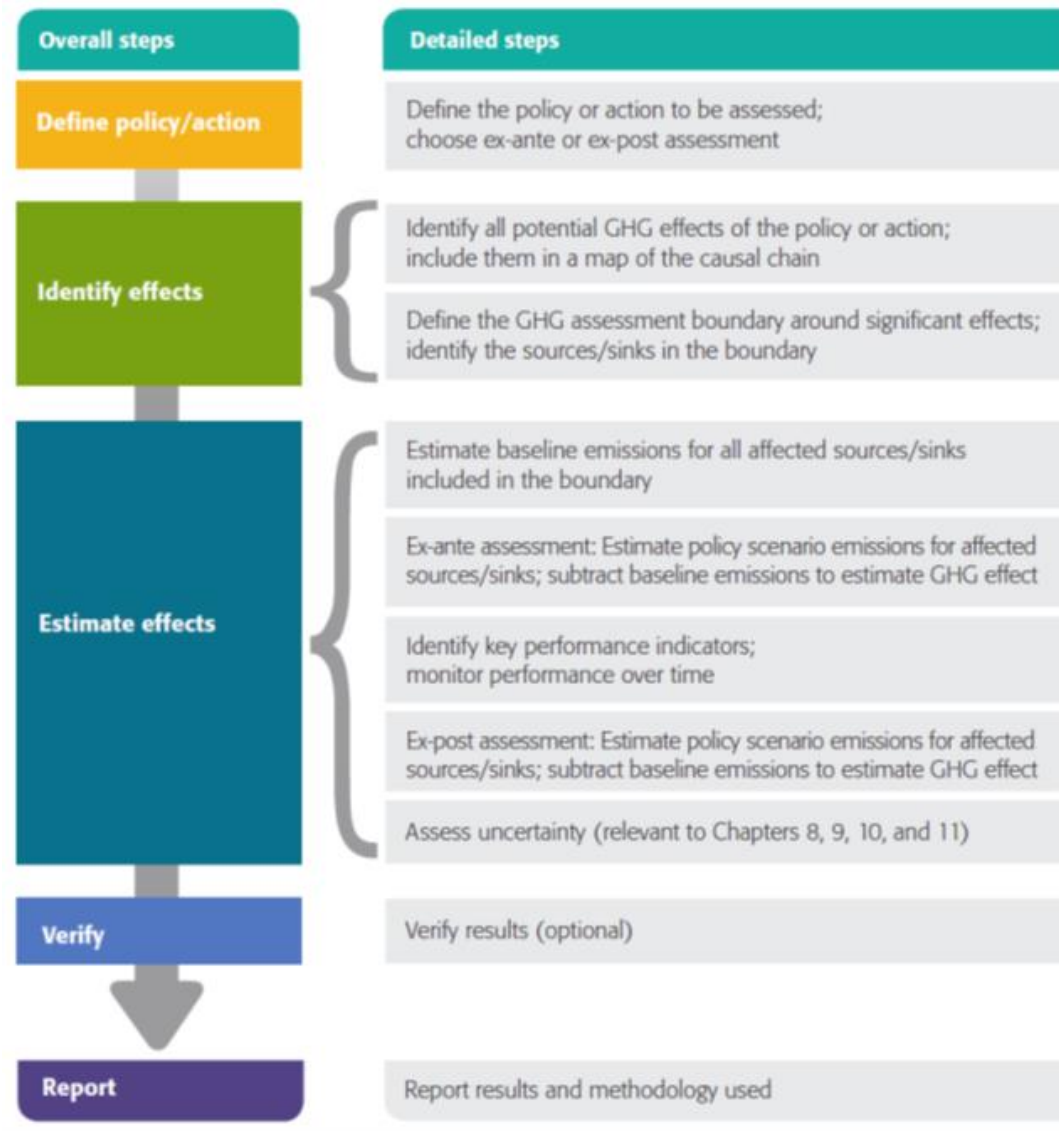 Overall steps
Detailed steps
Define policy/action
Define the policy or action to be assessed;
choose ex-ante or ex-post assessment
Identify effects
Identify all potential GHG effects of the policy or action;
include them in a map of the causal chain
Define the GHG assessment boundary around significant effects;
identify the sources/sinks in the boundary
Estimate effects
Estimate baseline emissions for all affected sources/sinks
included in the boundary
Ex-ante assessment: Estimate policy scenario emissions for affected
sources/sinks; subtract baseline emissions to estimate GHG effect
Identify key performance indicators;
monitor performance over time
Ex-post assessment: Estimate policy scenario emissions for affected
sources/sinks; subtract baseline emissions to estimate GHG effect
Assess uncertainty (relevant to Chapters 8, 9, 10, and 11)
Verify
Verify results (optional)
Report
Report results and methodology used